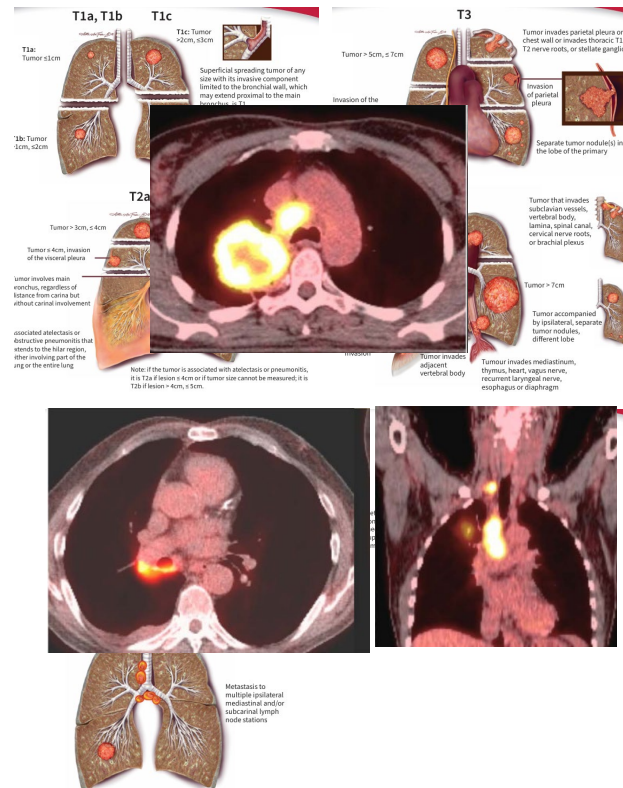 T1a, T1b
T1c
T1a:
Tumor ≤1cm
T1c: Tumor
>2cm, ≤3cm
Superficial spreading tumor of any
size with its invasive component
limited to the bronchial wall, which
may extend proximal to the main
bronchus, is T1
Tumor
cm, ≤2cm
T3
Tumor > 5cm, ≤ 7cm
Tumor invades parietal pleura or
chest wall or invades thoracic T1
T2 nerve roots, or stellate
Invasion
of parietal
pleura
Invasion of the
Separate tumor nodule(s) in
the lobe of the primary
T2a
Tumor > 3cm, ≤ 4cm
Tumor ≤ 4cm, invasion
of the visceral pleura
umor involves main
ronchus, regardless of
istance from carina but
without carinal involvement
ssociated atelectasis or
bstructive pneumonitis that
xtends to the hilar region,
ither involving part of the
ng or the entire lung
Note: if the tumor is associated with atelectasis or pneumonitis,
it is T2a if lesion ≤ 4cm or if tumor size cannot be measured; it is
T2b if lesion > 4cm, ≤ 5cm.
Tumor that invades
subclavian vessels,
vertebral body,
lamina, spinal canal,
cervical nerve roots,
or brachial plexus
Tumor > 7cm
Tumor accompanied
by ipsilateral, separate
tumor nodules,
different lobe
invasion
Tumor invades
adjacent
vertebral body
Tumour invades mediastinum,
thymus, heart, vagus nerve,
recurrent laryngeal nerve,
esophagus or diaphragm
Metastasis to
multiple ipsilateral
mediastinal and/or
subcarinal lymph
node stations